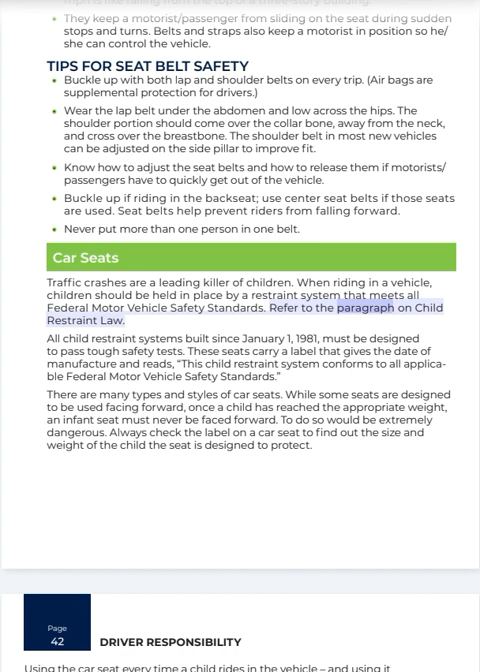 They keep a motorist/passenger from sliding on the seat during sudden
stops and turns. Belts and straps also keep a motorist in position so he/
she can control the vehicle.
TIPS FOR SEAT BELT SAFETY
Buckle up with both lap and shoulder belts on every trip. (Air bags are
supplemental protection for drivers.)
Wear the lap belt under the abdomen and low across the hips. The
shoulder portion should come over the collar bone, away from the neck,
and cross over the breastbone. The shoulder belt in most new vehicles
can be adjusted on the side pillar to improve fit.
Know how to adjust the seat belts and how to release them if motorists/
passengers have to quickly get out of the vehicle.
Buckle up if riding in the backseat; use center seat belts if those seats
are used. Seat belts help prevent riders from falling forward.
Never put more than one person in one belt.
Car Seats
Traffic crashes are a leading killer of children. When riding in a vehicle,
children should be held in place by a restraint system that meets all
Federal Motor Vehicle Safety Standards. Refer to the paragraph on Child
Restraint Law.
All child restraint systems built since January 1, 1981, must be designed
to pass tough safety tests. These seats carry a label that gives the date of
manufacture and reads, “This system conforms to all applica-
ble Federal Motor Vehicle Safety Standards.”
There are many types and styles of car seats. While some seats are designed
to be used facing forward, once a child has reached the appropriate weight,
an infant seat must never be faced forward. To do so would be extremely
dangerous. Always check the label on a car seat to find out the size and
weight of the child the seat is designed to protect.
Page
42
DRIVER RESPONSIBILITY
Using the car seat every time a child rides in the vehicle – and using it